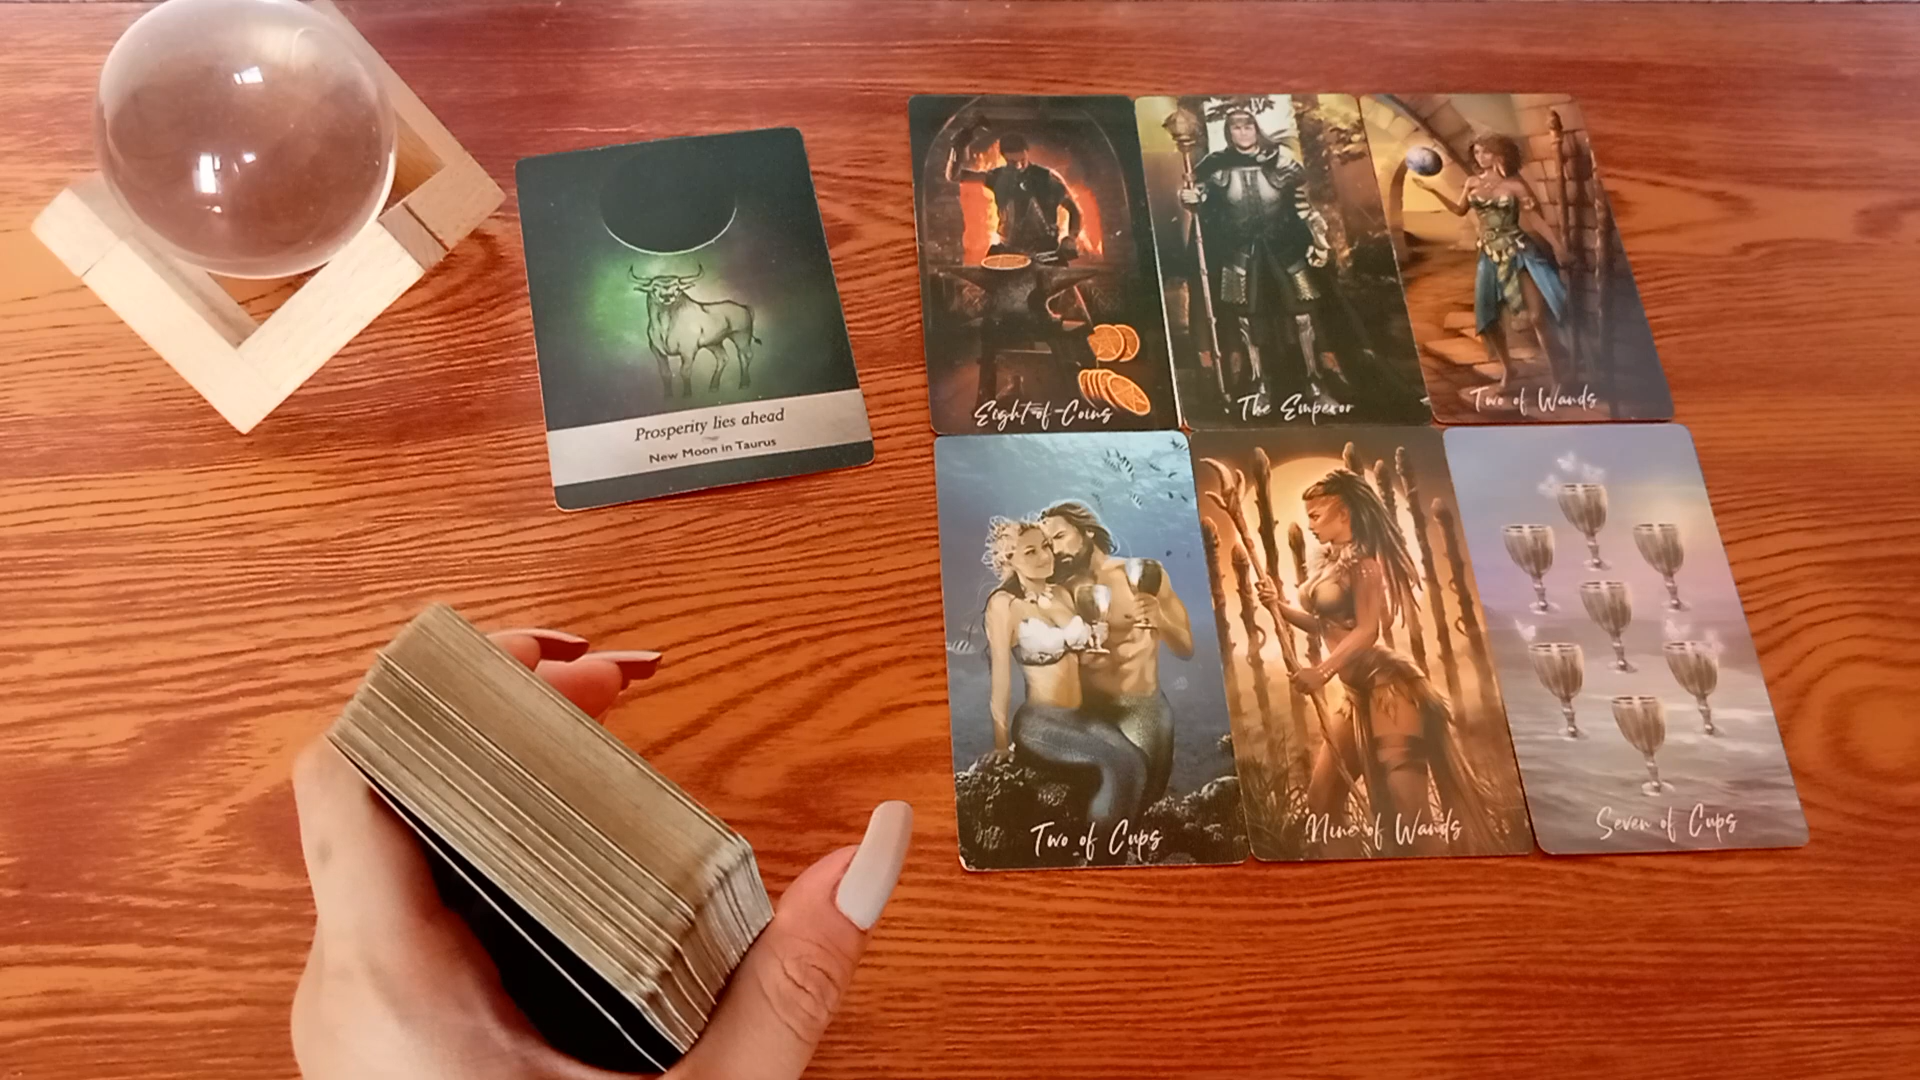 Prosperity lies ahead
New Moon in Taurus
Eight of Coins
IV
The Emperor
Two of Wands
Two of Cups
Nine of Wands
Seven of Cups